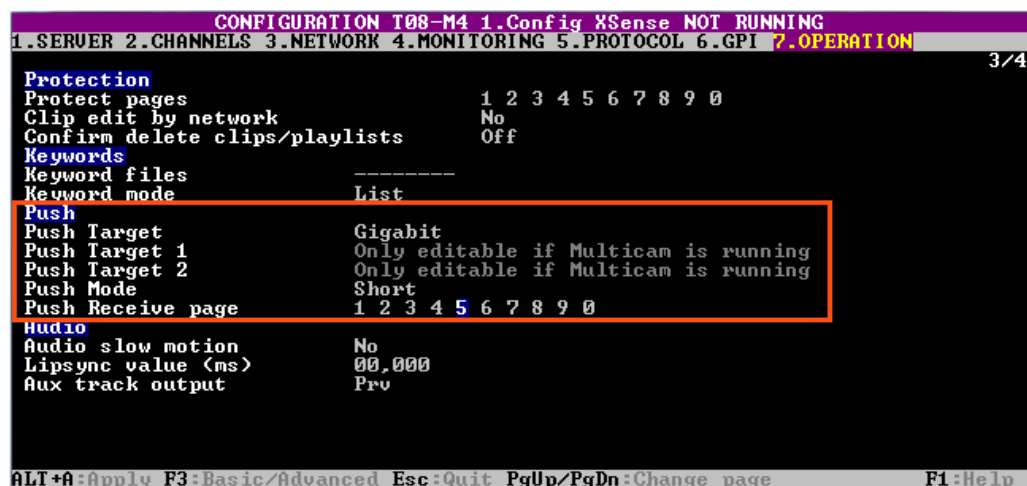 CONFIGURATION T08-M4 1.Config XSense NOT RUNNING
1.SERVER 2.CHANNELS 3.NETWORK 4.MONITORING 5.PROTOCOL 6.GPI 7.OPERATION
3/4
Protection
Protect pages 1 2 3 4 5 6 7 8 9 0
Clip edit by network No
Confirm delete clips/playlists Off
Keywords
Keyword files --------
Keyword mode List
Push
Push Target Gigabit
Push Target 1 Only editable if Multicam is running
Push Target 2 Only editable if Multicam is running
Push Mode Short
Push Receive page 1 2 3 4 5 6 7 8 9 0
Audio
Audio slow motion No
Lipsync value (ms) 00,000
Aux track output Prv
ALT+A:Apply F3:Basic/Advanced Esc:Quit PgUp/PgDn:Change page F1:Help